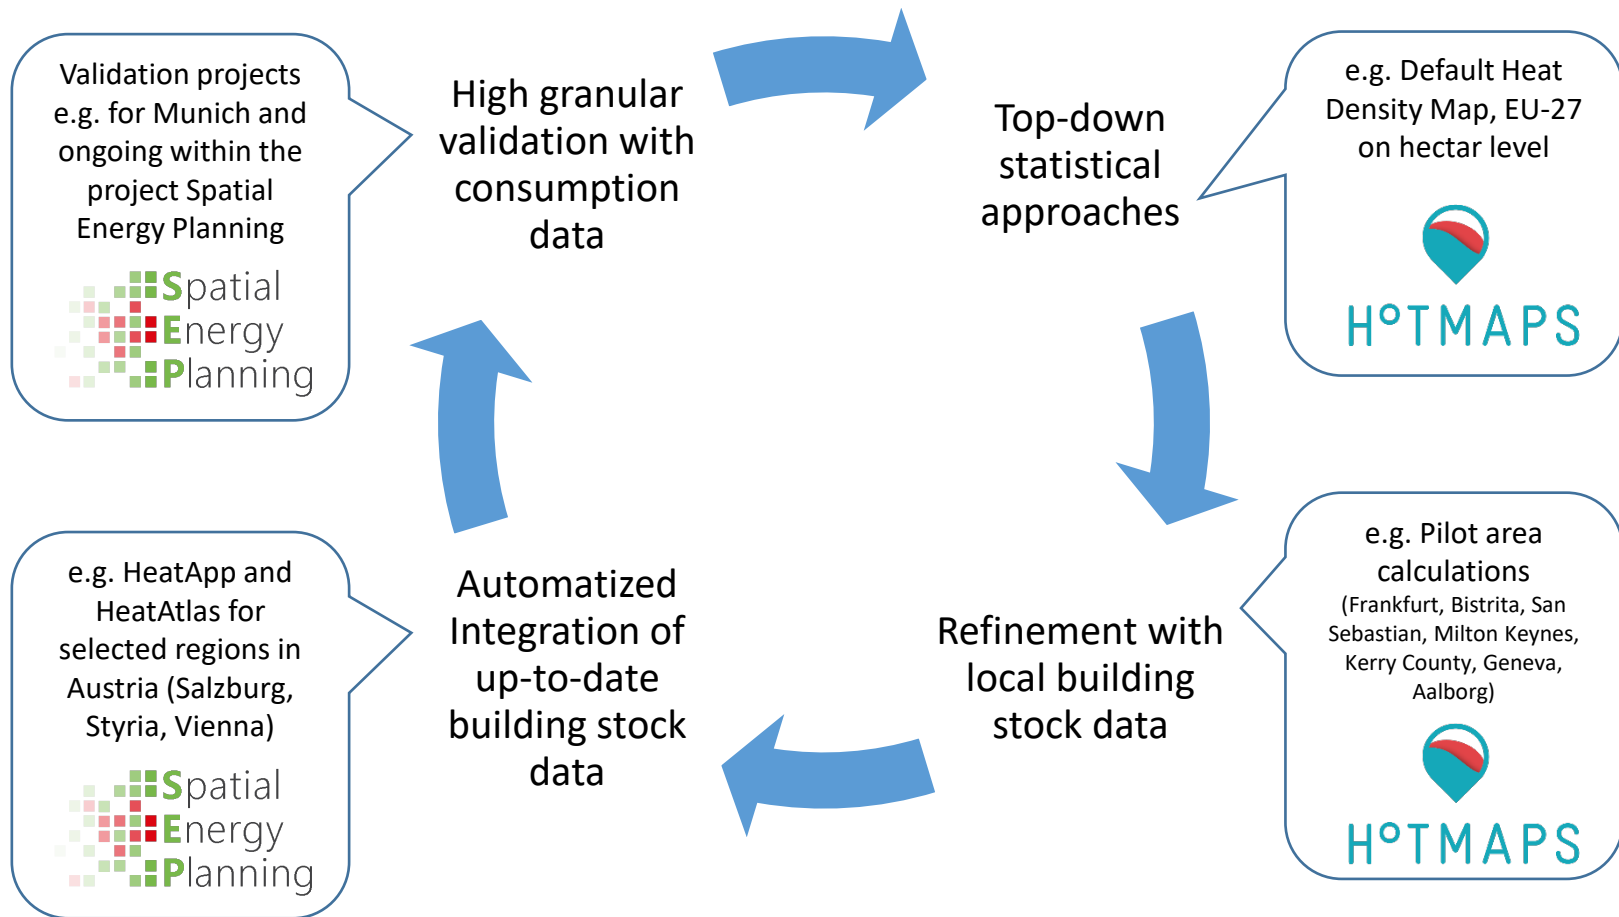 Validation projects
e.g. for Munich and
ongoing within the
project Spatial
Energy Planning
Spatial
Energy
Planning
High granular
validation with
consumption
data
Top-down
statistical
approaches
e.g. Default Heat
Density Map, EU-27
on hectar level
HOTMAPS
e.g. HeatApp and
HeatAtlas for
selected regions in
Austria (Salzburg,
Styria, Vienna)
Spatial
Energy
Planning
Automatized
Integration of
up-to-date
building stock
data
Refinement with
local building
stock data
e.g. Pilot area
calculations
(Frankfurt, Bistrita, San
Sebastian, Milton Keynes,
Kerry County, Geneva,
Aalborg)
HOTMAPS